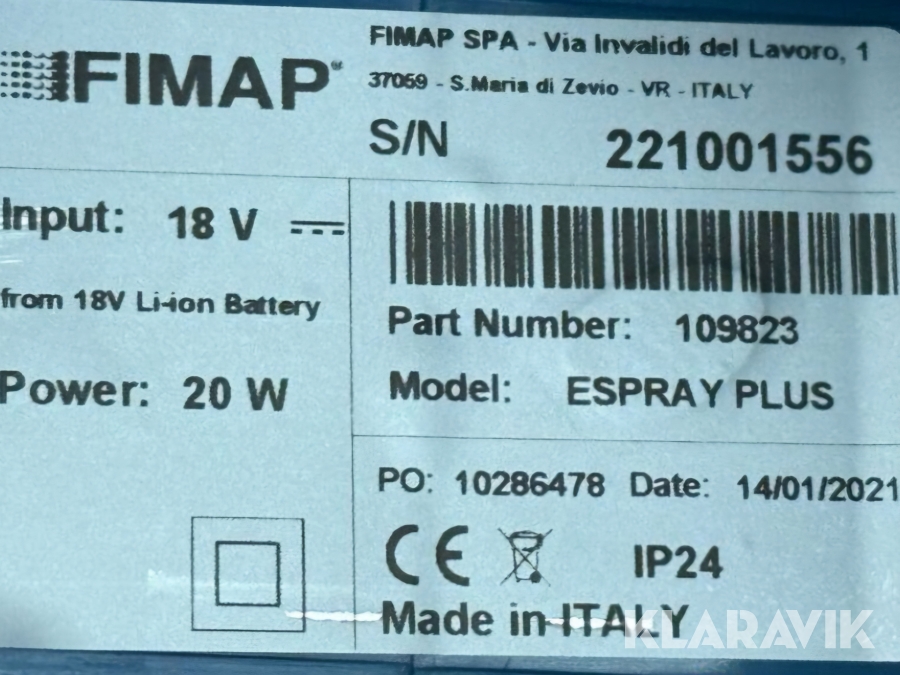 FIMAP
FIMAP SPA - Via Invalidi del Lavoro, 1
37059 - S.Maria di Zevio - VR - ITALY
S/N 221001556
Input: 18 V
from 18V Li-ion Battery
Power: 20 W
Part Number: 109823
Model: ESPRAY PLUS
PO: 10286478 Date: 14/01/2021
CE IP24
Made in ITALY
KLARAVIK